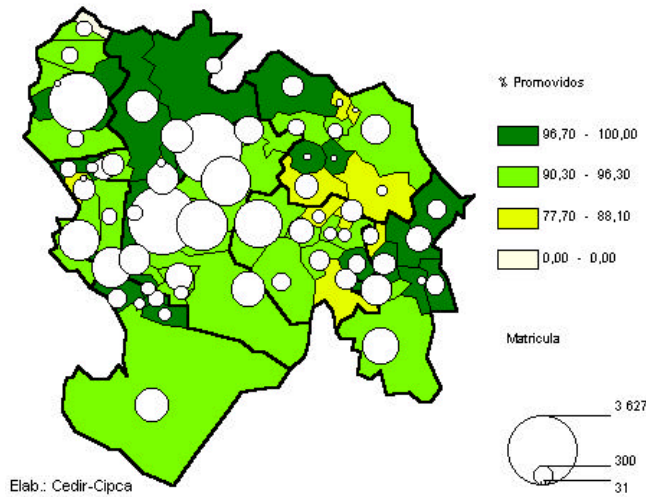 % Promovidos
96,70 - 100,00
90,30 - 96,30
77,70 - 88,10
0,00 - 0,00
Matricula
3 627
300
31
Elab.: Cedir-Cipca